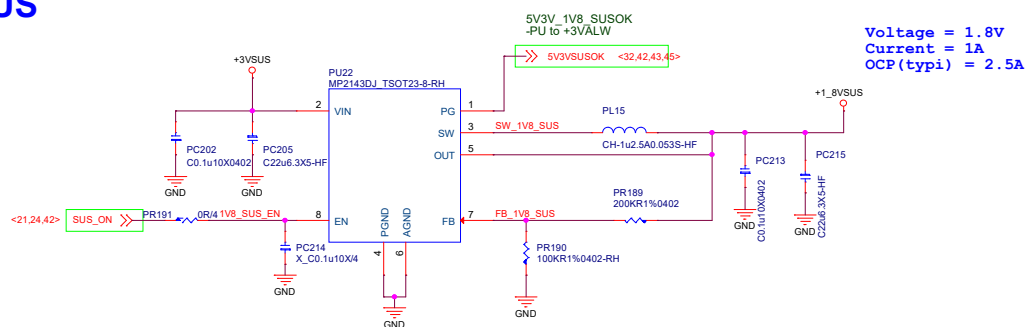 US
5V3V_1V8_SUSOK
-PU to +3VALW
Voltage = 1.8V
Current = 1A
OCP(typi) = 2.5A
5V3VSUSOK <32,42,43,45>
+3VSUS
PU22
MP2143DJ_TSOT23-8-RH
+1_8VSUS
2 VIN
PG 1
SW 3
SW_1V8_SUS
PL15
CH-1u2.5A0.053S-HF
OUT 5
PC202
C0.1u10X0402
PC205
C22u6.3X5-HF
GND
GND
PC213
C0.1u10X0402
PC215
C22u6.3X5-HF
GND
GND
PR189
200KR1%0402
<21,24,42>
SUS_ON
PR191
0R/4
1V8_SUS_EN
8 EN
FB 7
FB_1V8_SUS
PGND
AGND
4
6
PC214
X_C0.1u10X/4
GND
PR190
100KR1%0402-RH
GND
GND